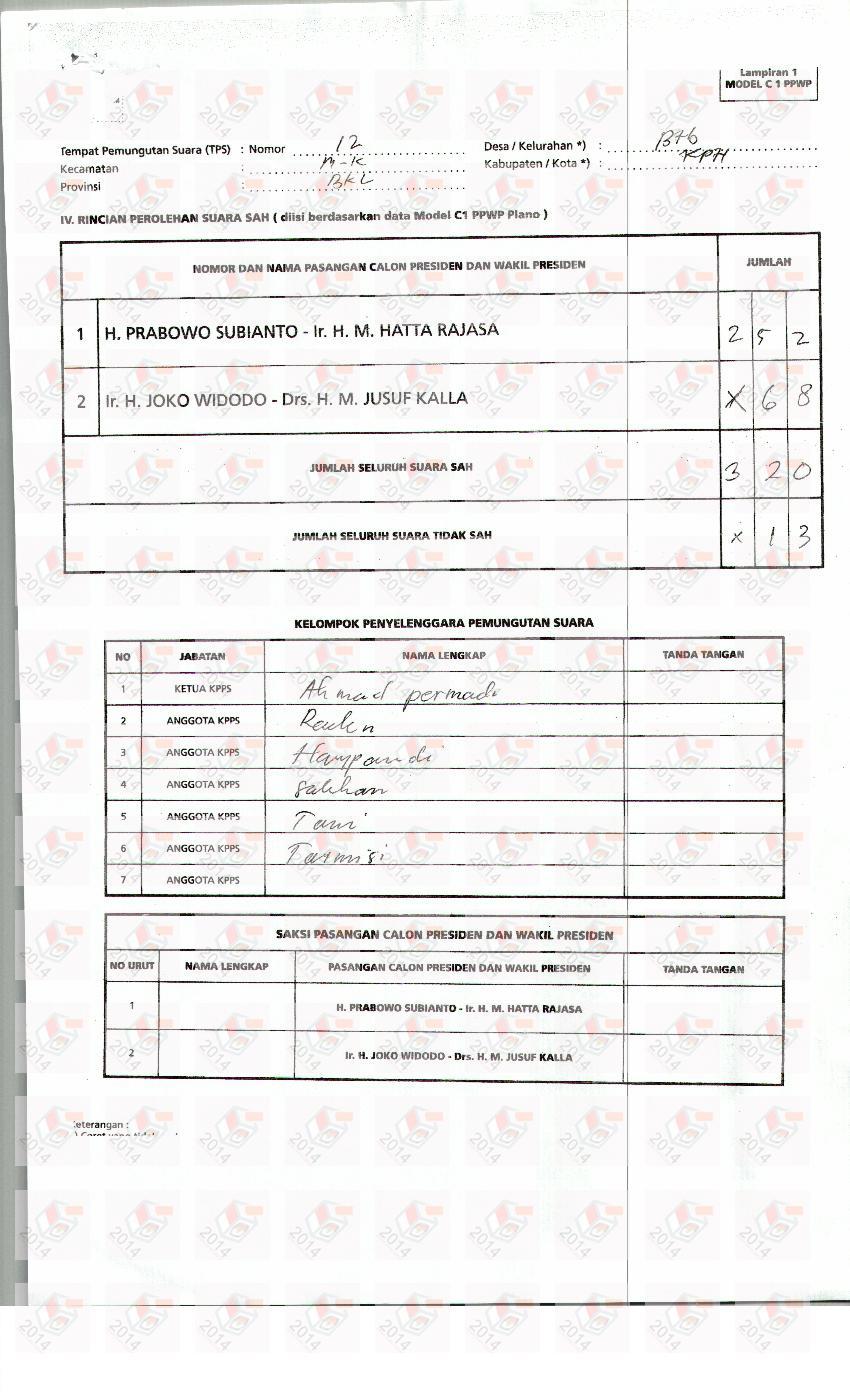 Lampiran 1
MODEL C 1 PPWP
Tempat Pemungutan Suara (TPS) : Nomor 12 Desa / Kelurahan *) : Btb
Kecamatan : M-K Kabupaten / Kota *) : KPH
Provinsi : BKL
IV. RINCIAN PEROLEHAN SUARA SAH ( diisi berdasarkan data Model C1 PPWP Plano )
NOMOR DAN NAMA PASANGAN CALON PRESIDEN DAN WAKIL PRESIDEN JUMLAH
1 H. PRABOWO SUBIANTO - Ir. H. M. HATTA RAJASA 2 5 2
2 Ir. H. JOKO WIDODO - Drs. H. M. JUSUF KALLA X 6 8
JUMLAH SELURUH SUARA SAH 3 2 0
JUMLAH SELURUH SUARA TIDAK SAH x 1 3
KELOMPOK PENYELENGGARA PEMUNGUTAN SUARA
NO JABATAN NAMA LENGKAP TANDA TANGAN
1 KETUA KPPS Ahmad permadi
2 ANGGOTA KPPS
3 ANGGOTA KPPS Harypandi
4 ANGGOTA KPPS Salihan
5 ANGGOTA KPPS Tami
6 ANGGOTA KPPS Tarmisi
7 ANGGOTA KPPS
SAKSI PASANGAN CALON PRESIDEN DAN WAKIL PRESIDEN
NO URUT NAMA LENGKAP PASANGAN CALON PRESIDEN DAN WAKIL PRESIDEN TANDA TANGAN
1 H. PRABOWO SUBIANTO - Ir. H. M. HATTA RAJASA
2 Ir. H. JOKO WIDODO - Drs. H. M. JUSUF KALLA
eterangan :